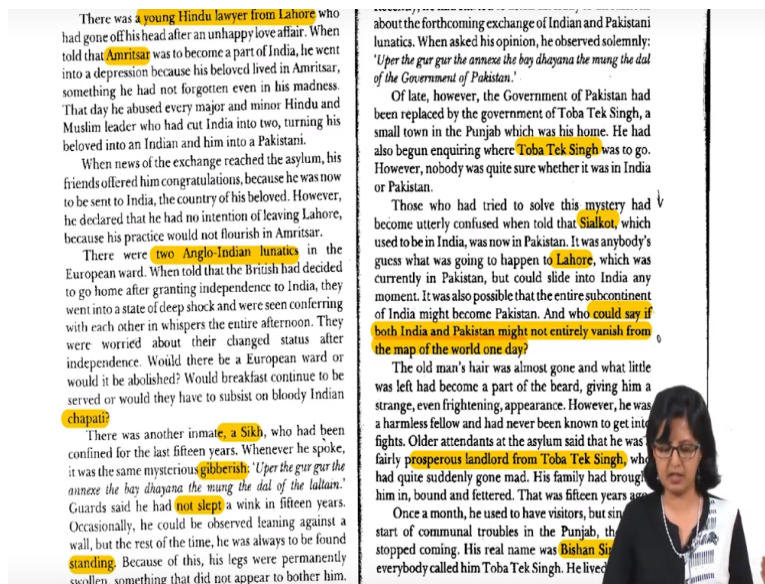 There was a young Hindu lawyer from Lahore who
had gone off his head after an unhappy love affair. When
told that Amritsar was to become a part of India, he went
into a depression because his beloved lived in Amritsar,
something he had not forgotten even in his madness.
That day he abused every major and minor Hindu and
Muslim leader who had cut India into two, turning his
beloved into an Indian and him into a Pakistani.
When news of the exchange reached the asylum, his
friends offered him congratulations, because he was now
to be sent to India, the country of his beloved. However,
he declared that he had no intention of leaving Lahore,
because his practice would not flourish in Amritsar.
There were two Anglo-Indian lunatics in the
European ward. When told that the British had decided
to go home after granting independence to India, they
went into a state of deep shock and were seen conferring
with each other in whispers the entire afternoon. They
were worried about their changed status after
independence. Would there be a European ward or
would it be abolished? Would breakfast continue to be
served or would they have to subsist on bloody Indian
chapati?
There was another inmate, a Sikh, who had been
confined for the last fifteen years. Whenever he spoke,
it was the same mysterious gibberish: 'Uper the gur gur the
annexe the bay dhayana the mung the dal of the laltain.'
Guards said he had not slept a wink in fifteen years.
Occasionally, he could be observed leaning against a
wall, but the rest of the time, he was always to be found
standing. Because of this, his legs were permanently
swollen, something that did not appear to bother him.
about the forthcoming exchange of Indian and Pakistani
lunatics. When asked his opinion, he observed solemnly:
'Uper the gur gur the annexe the bay dhayana the mung the dal
of the Government of Pakistan.'
Of late, however, the Government of Pakistan had
been replaced by the government of Toba Tek Singh, a
small town in the Punjab which was his home. He had
also begun enquiring where Toba Tek Singh was to go.
However, nobody was quite sure whether it was in India
or Pakistan.
Those who had tried to solve this mystery had
become utterly confused when told that Sialkot, which
used to be in India, was now in Pakistan. It was anybody's
guess what was going to happen to Lahore, which was
currently in Pakistan, but could slide into India any
moment. It was also possible that the entire subcontinent
of India might become Pakistan. And who could say if
both India and Pakistan might not entirely vanish from
the map of the world one day?
The old man's hair was almost gone and what little
was left had become a part of the beard, giving him a
strange, even frightening, appearance. However, he was
a harmless fellow and had never been known to get into
fights. Older attendants at the asylum said that he was
fairly prosperous landlord from Toba Tek Singh, who
had quite suddenly gone mad. His family had brough
him in, bound and fettered. That was fifteen years ago
Once a month, he used to have visitors, but sin
start of communal troubles in the Punjab, th
stopped coming. His real name was Bishan Sin
everybody called him Toba Tek Singh. He lived